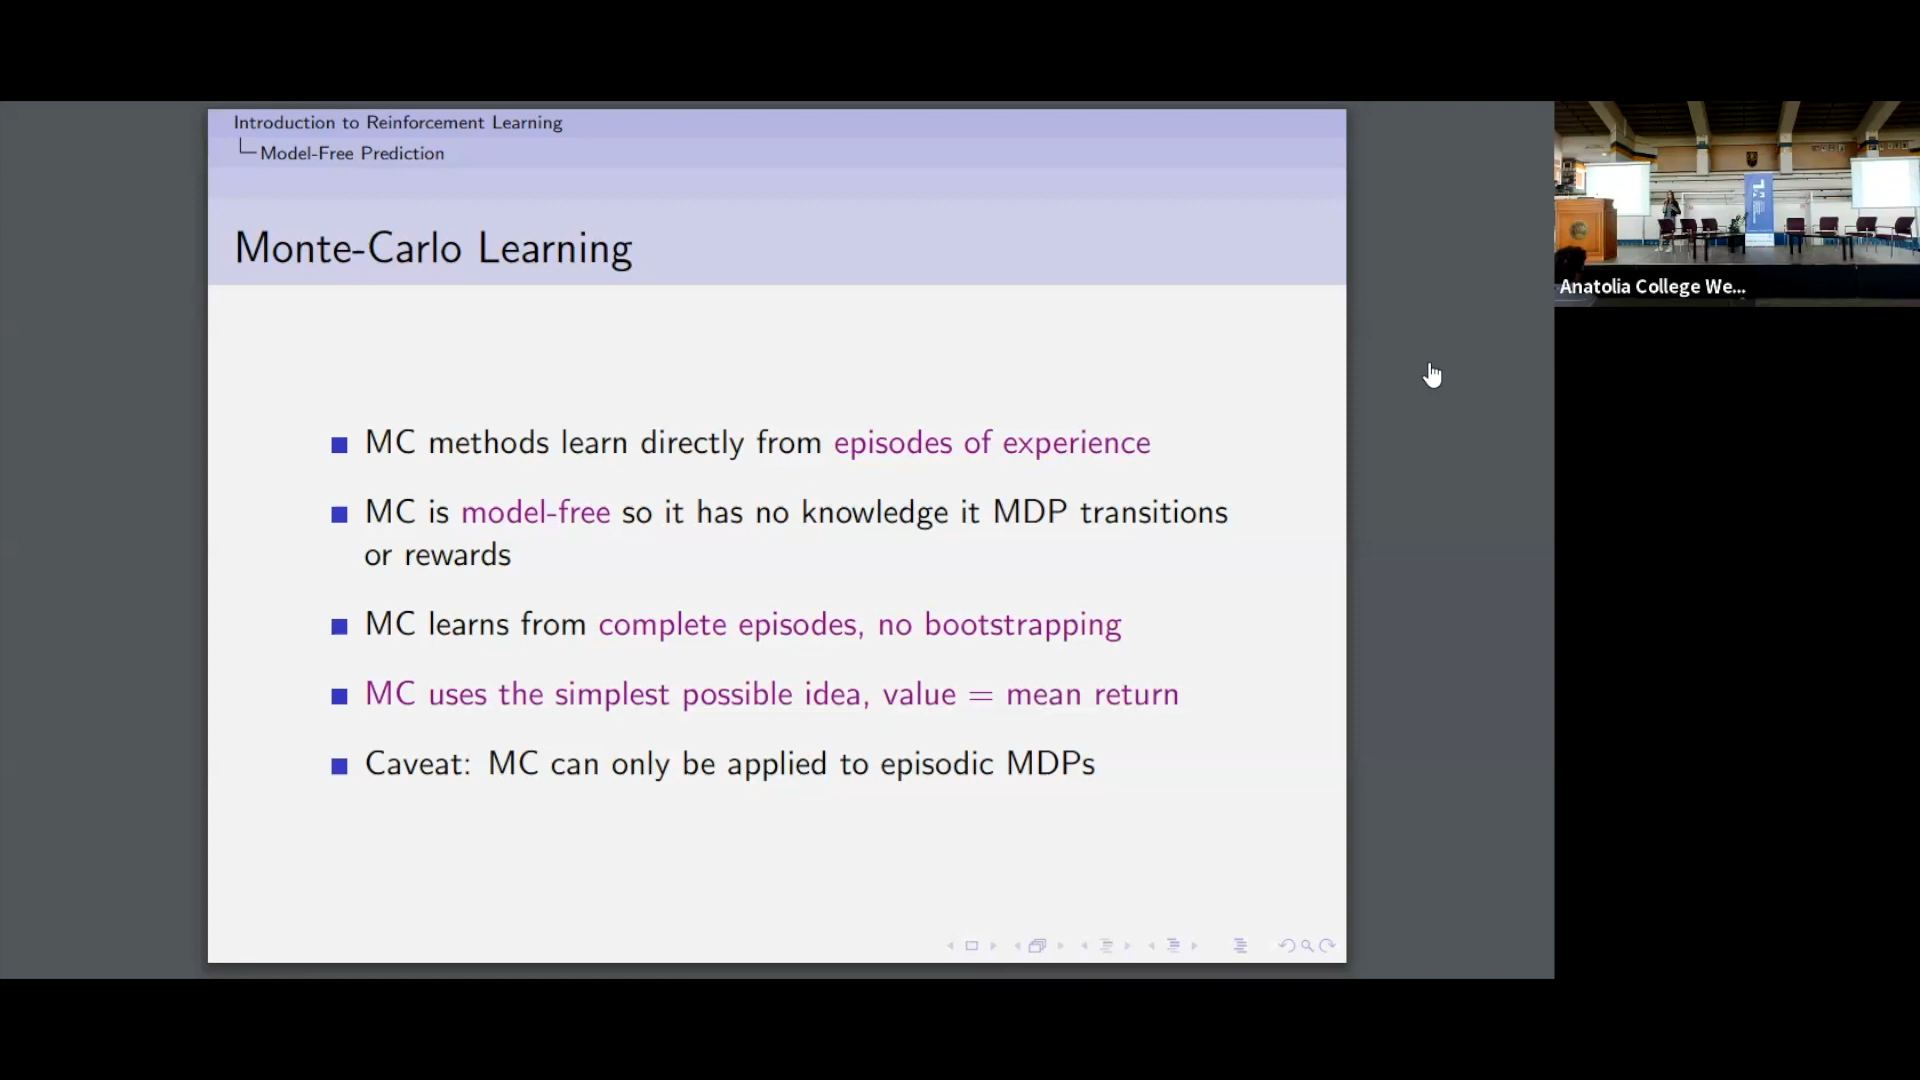 Introduction to Reinforcement Learning
Model-Free Prediction
Monte-Carlo Learning
MC methods learn directly from episodes of experience
MC is model-free so it has no knowledge it MDP transitions
or rewards
MC learns from complete episodes, no bootstrapping
MC uses the simplest possible idea, value = mean return
Caveat: MC can only be applied to episodic MDPs
Anatolia College We...